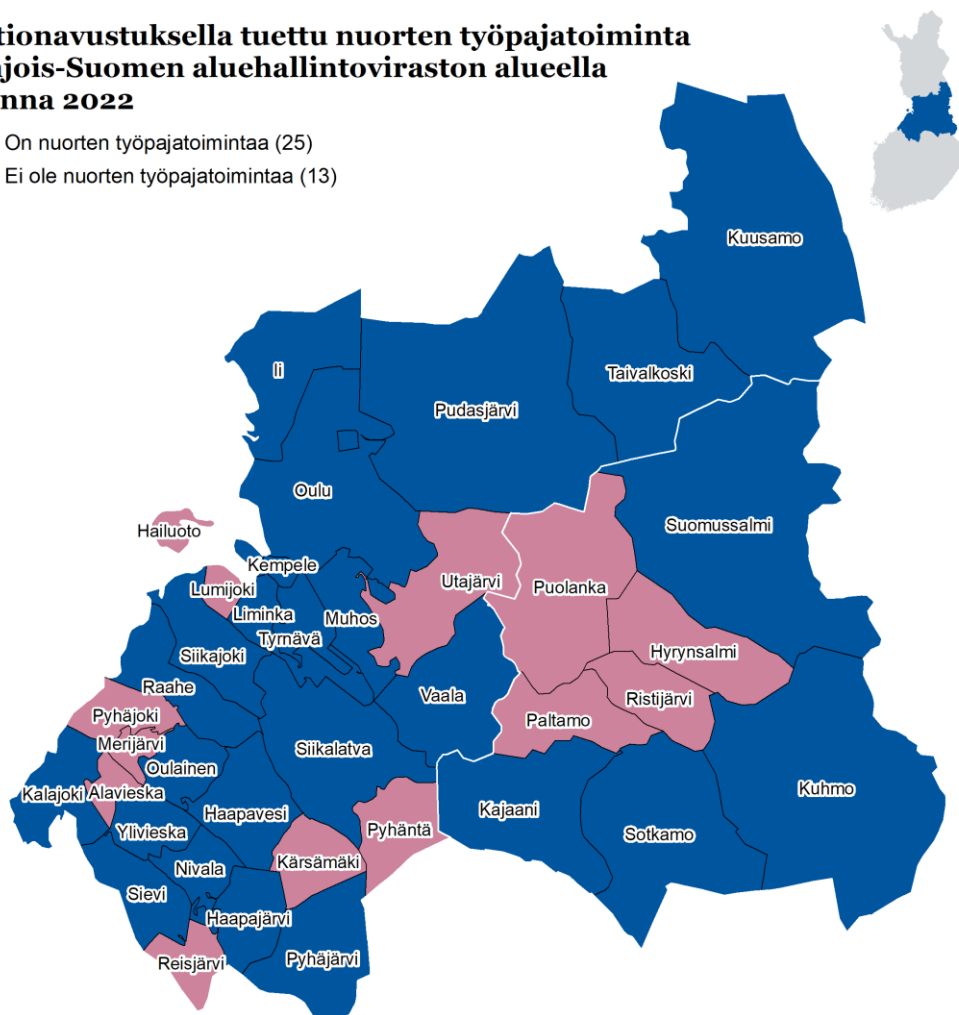 tionavustuksella tuettu nuorten työpajatoiminta
jois-Suomen aluehallintoviraston alueella
nna 2022
On nuorten työpajatoimintaa (25)
Ei ole nuorten työpajatoimintaa (13)
Kuusamo
Ii
Taivalkoski
Pudasjärvi
Oulu
Suomussalmi
Hailuoto
Kempele
Utajärvi
Puolanka
Lumijoki
Liminka
Muhos
Tyrnävä
Siikajoki
Hyrynsalmi
Raahe
Vaala
Ristijärvi
Pyhäjoki
Paltamo
Merijärvi
Siikalatva
Oulainen
Kalajoki
Alavieska
Kuhmo
Haapavesi
Kajaani
Ylivieska
Pyhäntä
Sotkamo
Kärsämäki
Nivala
Sievi
Haapajärvi
Reisjärvi
Pyhäjärvi